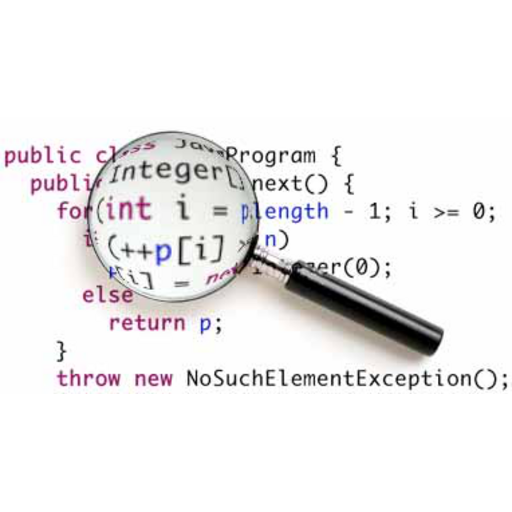 public class JavaProgram {
public Integer[] next() {
for(int i = p.length - 1; i >= 0;
(++p[i] > n)
p[i] = new Integer(0);
else
return p;
}
throw new NoSuchElementException();